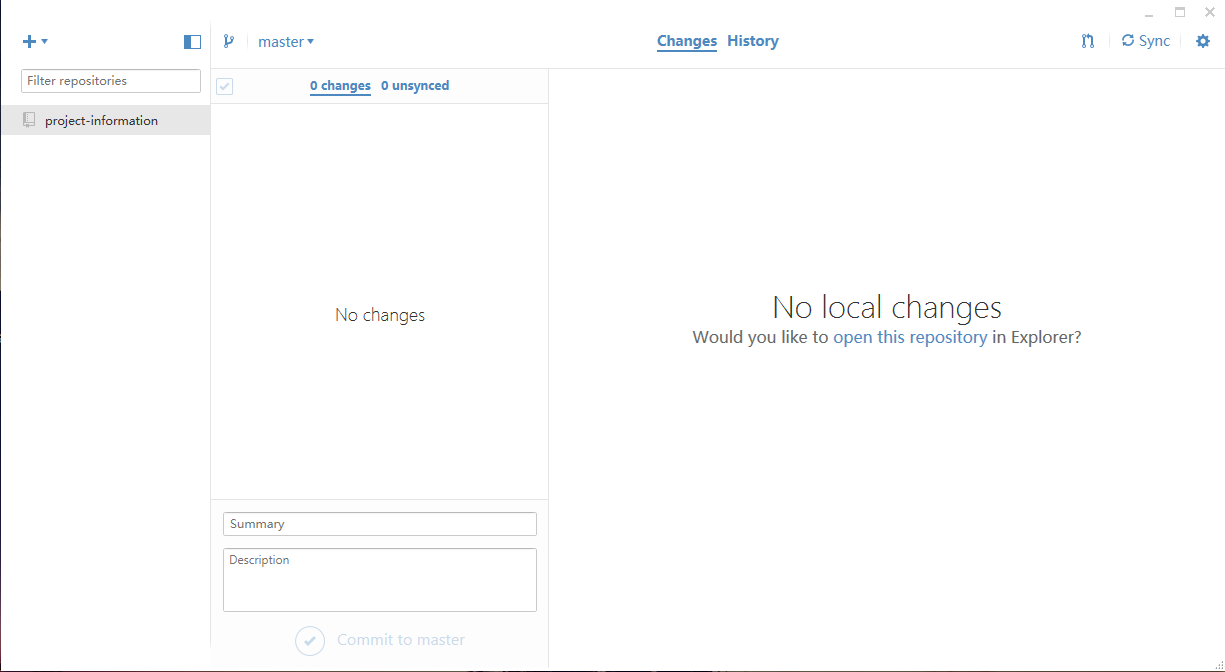 master
Changes History
Sync
Filter repositories
0 changes 0 unsynced
project-information
No changes
No local changes
Would you like to open this repository in Explorer?
Summary
Description
Commit to master